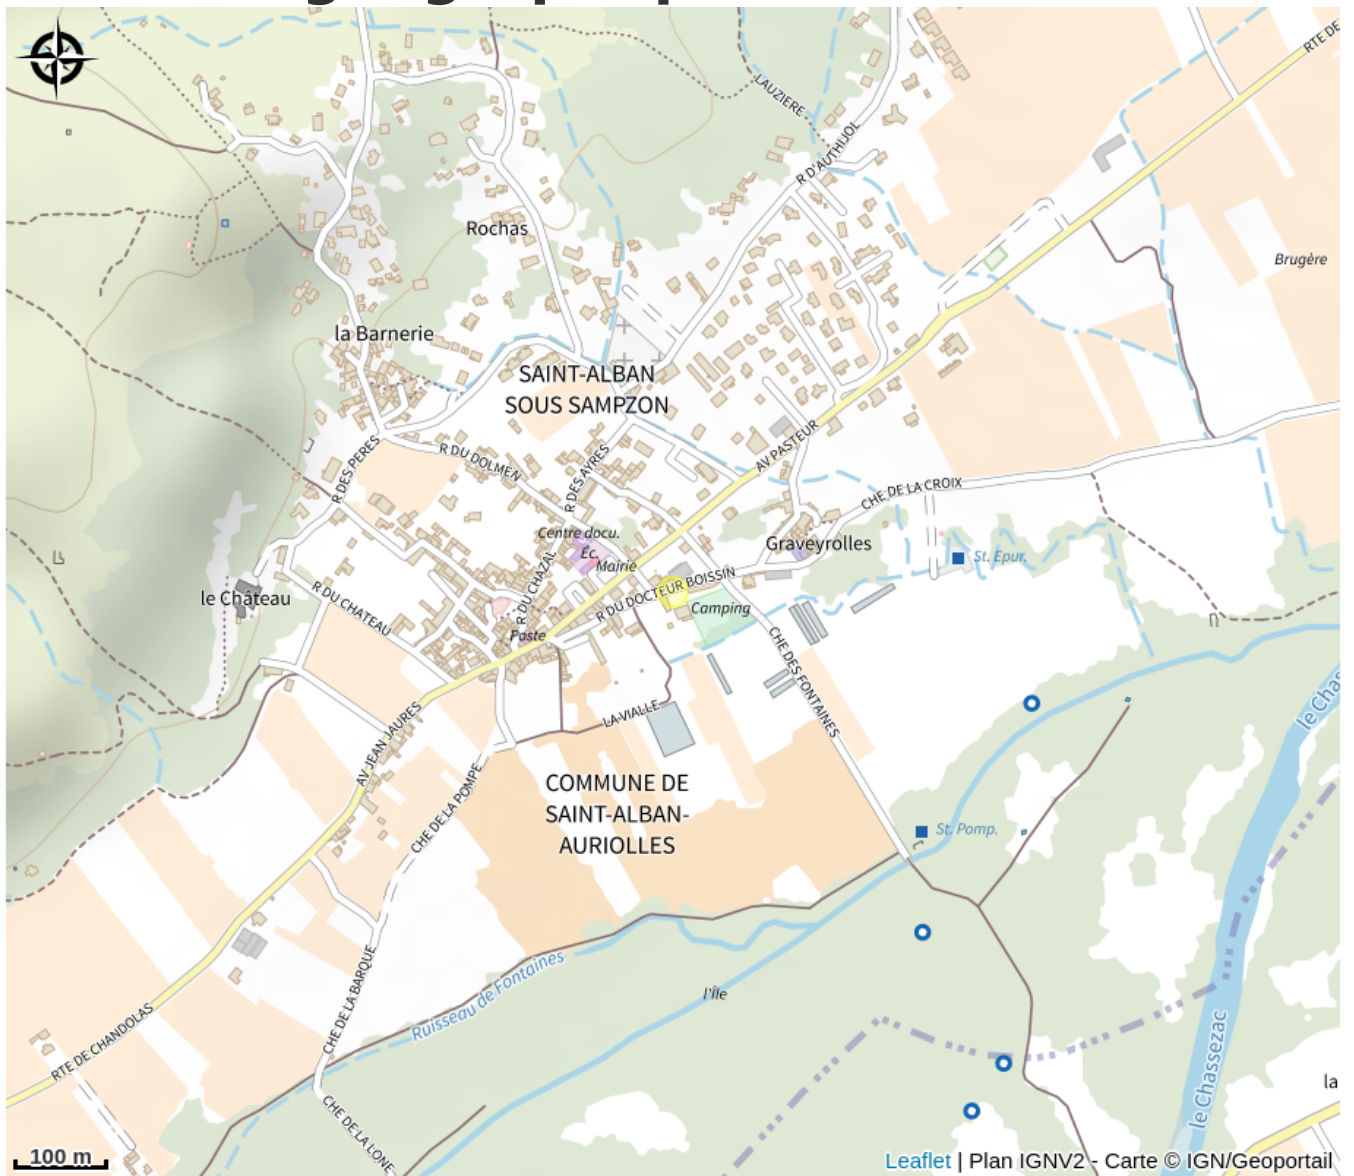 RTE DE
LAUZIERE
R D'AUTHIJOL
Rochas
Brugère
la Barnerie
SAINT-ALBAN
SOUS SAMPZON
AV PASTEUR
R DU DOLMEN
R DES AYRES
R DES PERES
CHE DE LA CROIX
Centre docu.
Éc.
Mairie
Graveyrolles
St. Epur.
R DU CHAZAL
R DU DOCTEUR BOISSIN
le Château
R DU CHATEAU
Camping
Poste
CHE DES FONTAINES
le Chas
LA VIALLE
AV JEAN JAURES
CHE DE LA POMPE
COMMUNE DE
SAINT-ALBAN-
AURIOLLES
St. Pomp.
Ruisseau de Fontaines
l'Île
CHE DE LA BARQUE
RTE DE CHANDOLAS
le Chassezac
la
CHE DE LA LONE
100 m
Leaflet | Plan IGNV2 - Carte © IGN/Geoportail